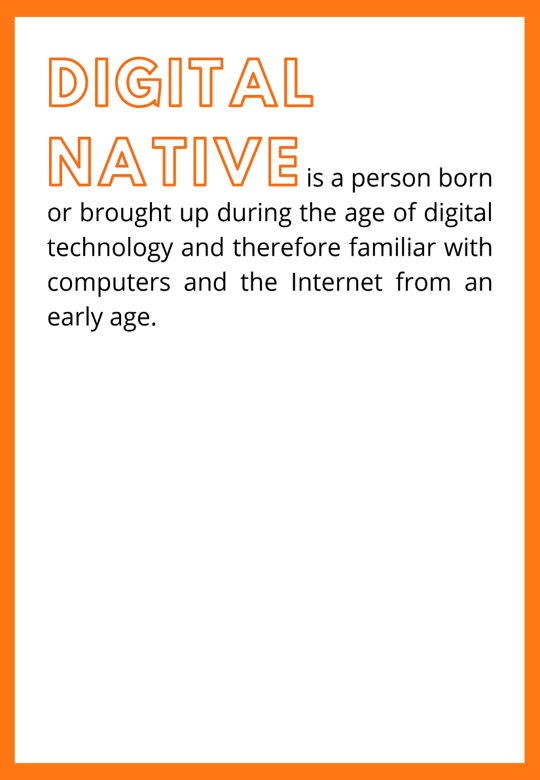 DIGITAL
NATIVE is a person born
or brought up during the age of digital
technology and therefore familiar with
computers and the Internet from an
early age.